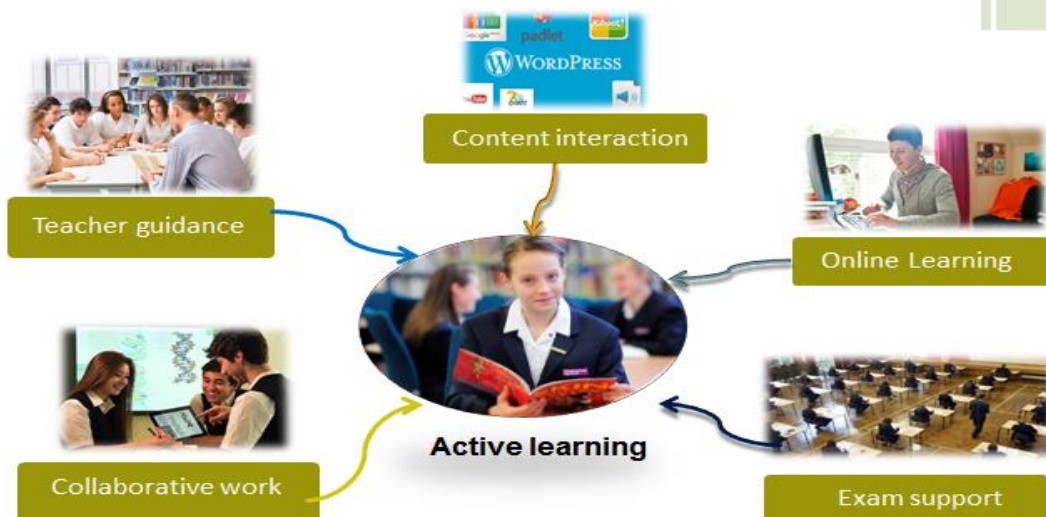 padlet
WORDPRESS
Content interaction
Teacher guidance
Online Learning
Collaborative work
Active learning
Exam support